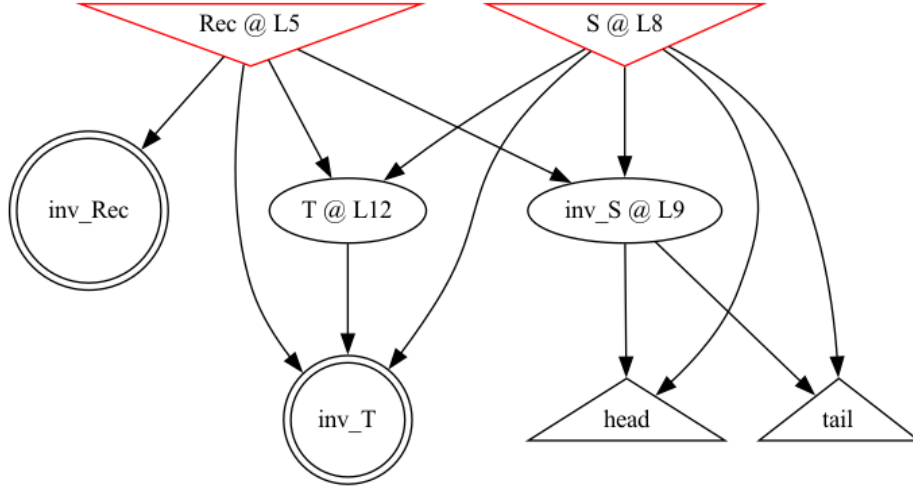 Rec @ L5
S @ L8
inv_Rec
T @ L12
inv_S @ L9
inv_T
head
tail